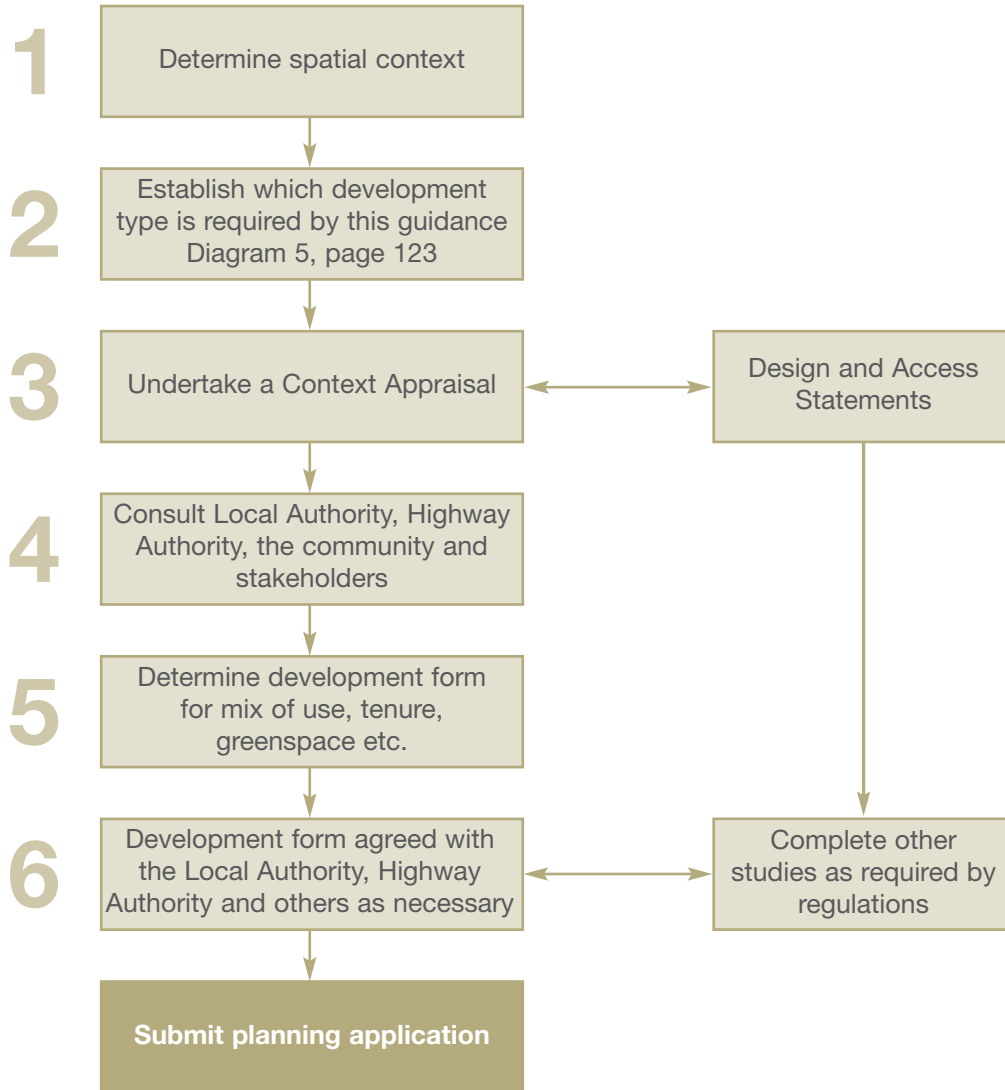 1
Determine spatial context
2
Establish which development
type is required by this guidance
Diagram 5, page 123
3
Undertake a Context Appraisal
Design and Access
Statements
4
Consult Local Authority, Highway
Authority, the community and
stakeholders
5
Determine development form
for mix of use, tenure,
greenspace etc.
6
Development form agreed with
the Local Authority, Highway
Authority and others as necessary
Complete other
studies as required by
regulations
Submit planning application